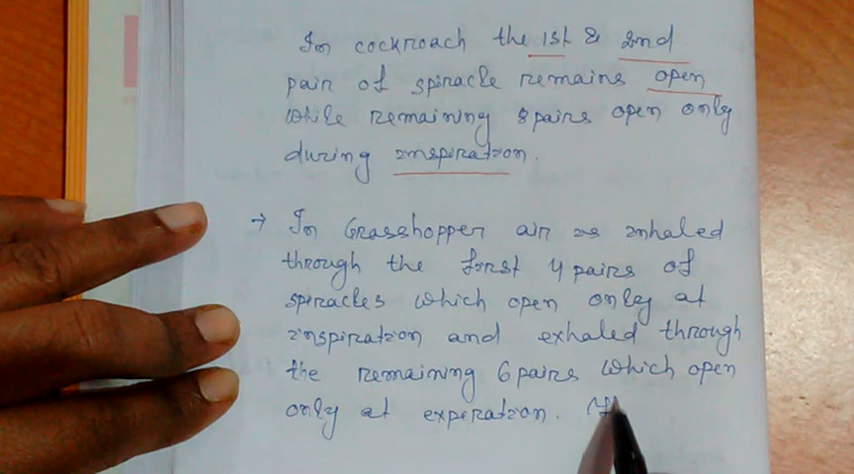 In cockroach the 1st & 2nd
pair of spiracle remains open
while remaining 8 pairs open only
during inspiration.
→ In Grasshopper air is inhaled
through the first 4 pairs of
spiracles which open only at
inspiration and exhaled through
the remaining 6 pairs which open
only at expiration.